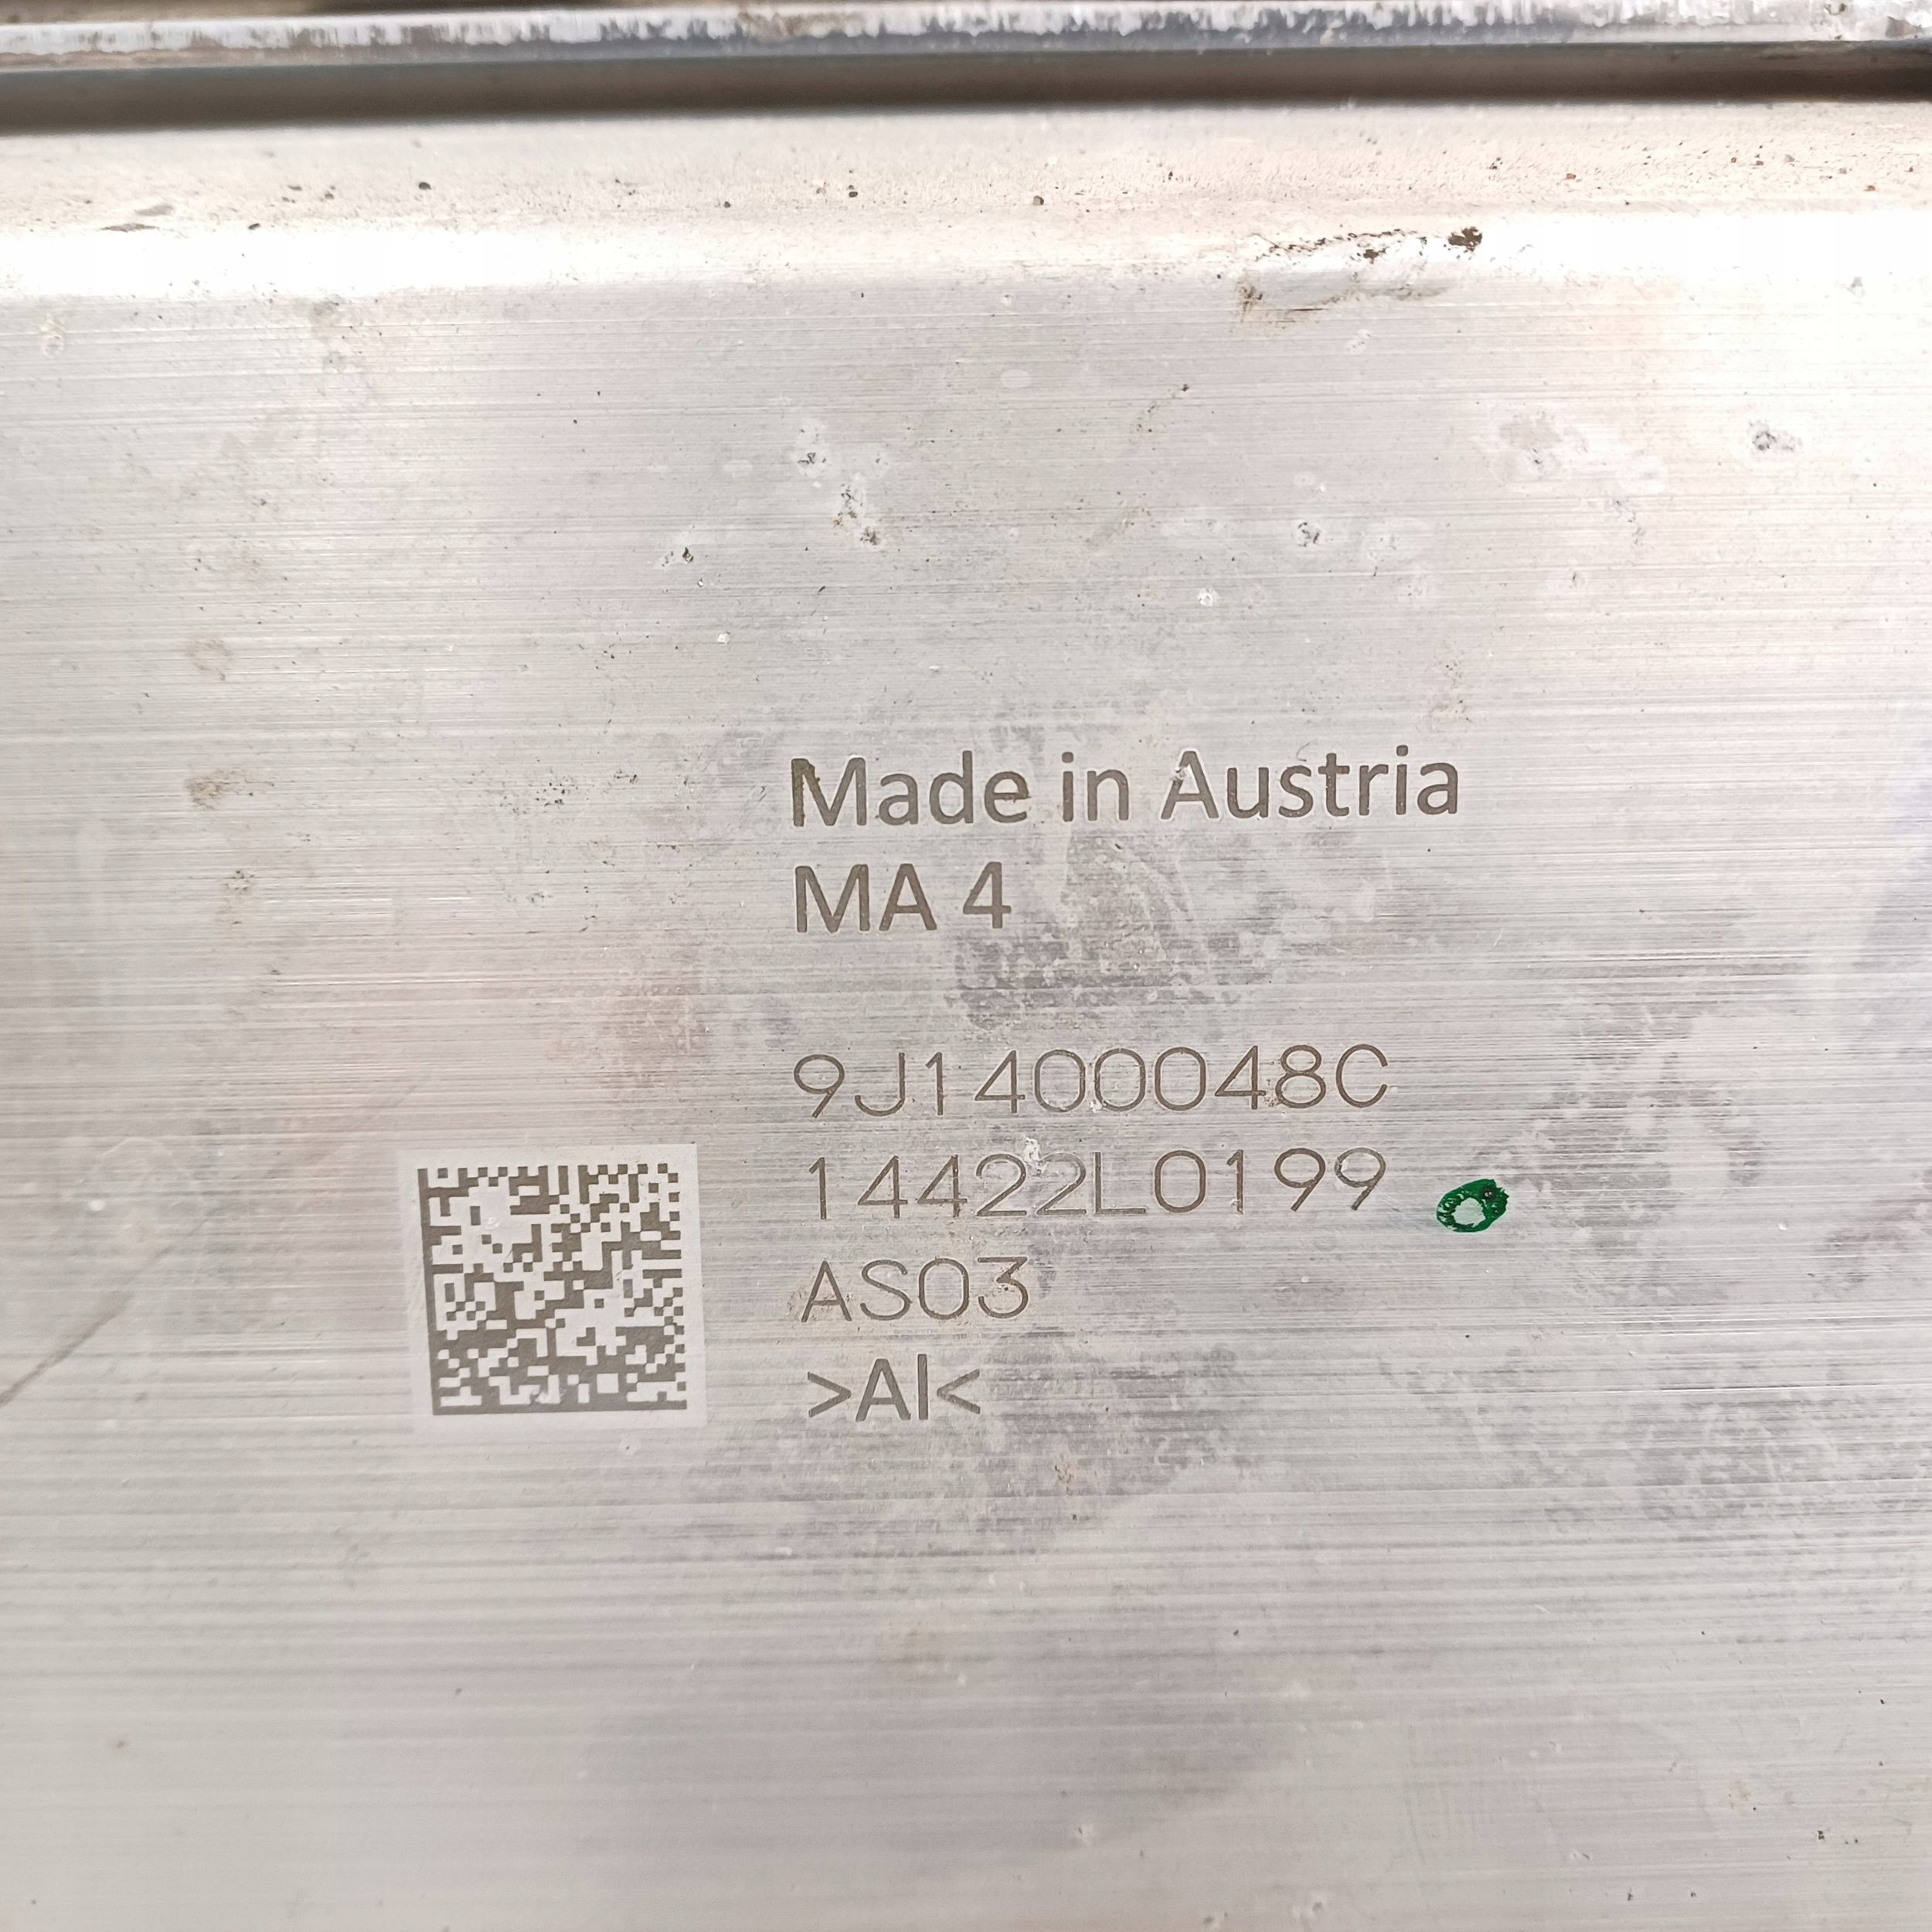 Made in Austria
MA 4
9J1400048C
14422L0199
AS03
>Al<